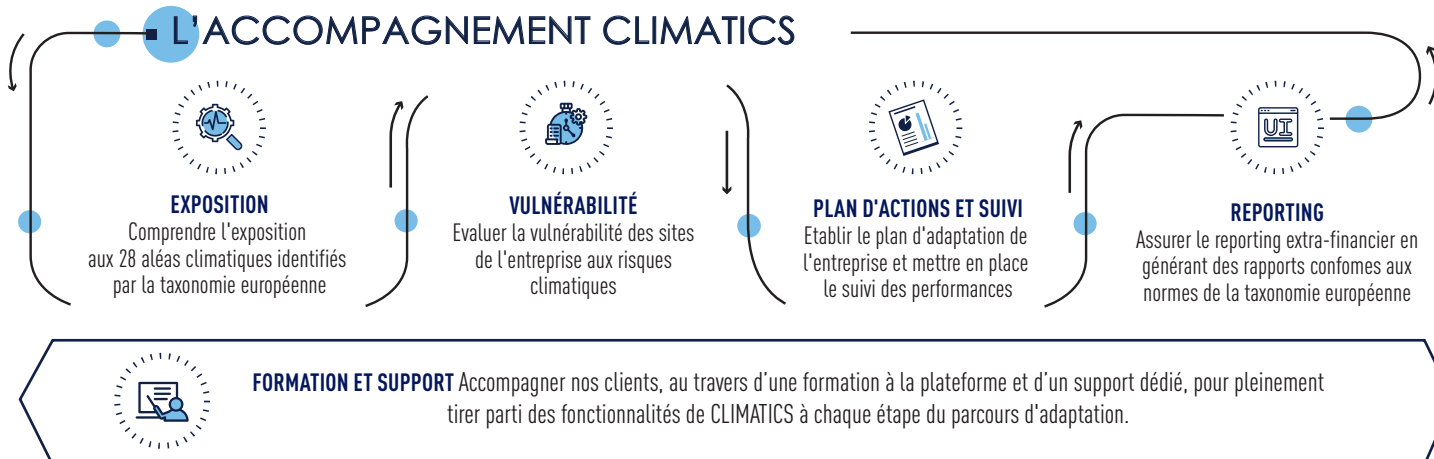 L'ACCOMPAGNEMENT CLIMATICS
EXPOSITION
Comprendre l'exposition
aux 28 aléas climatiques identifiés
par la taxonomie européenne
VULNÉRABILITÉ
Evaluer la vulnérabilité des sites
de l'entreprise aux risques
climatiques
PLAN D'ACTIONS ET SUIVI
Etablir le plan d'adaptation de
l'entreprise et mettre en place
le suivi des performances
UI
REPORTING
Assurer le reporting extra-financier en
générant des rapports confomes aux
normes de la taxonomie européenne
FORMATION ET SUPPORT Accompagner nos clients, au travers d’une formation à la plateforme et d’un support dédié, pour pleinement
tirer parti des fonctionnalités de CLIMATICS à chaque étape du parcours d'adaptation.